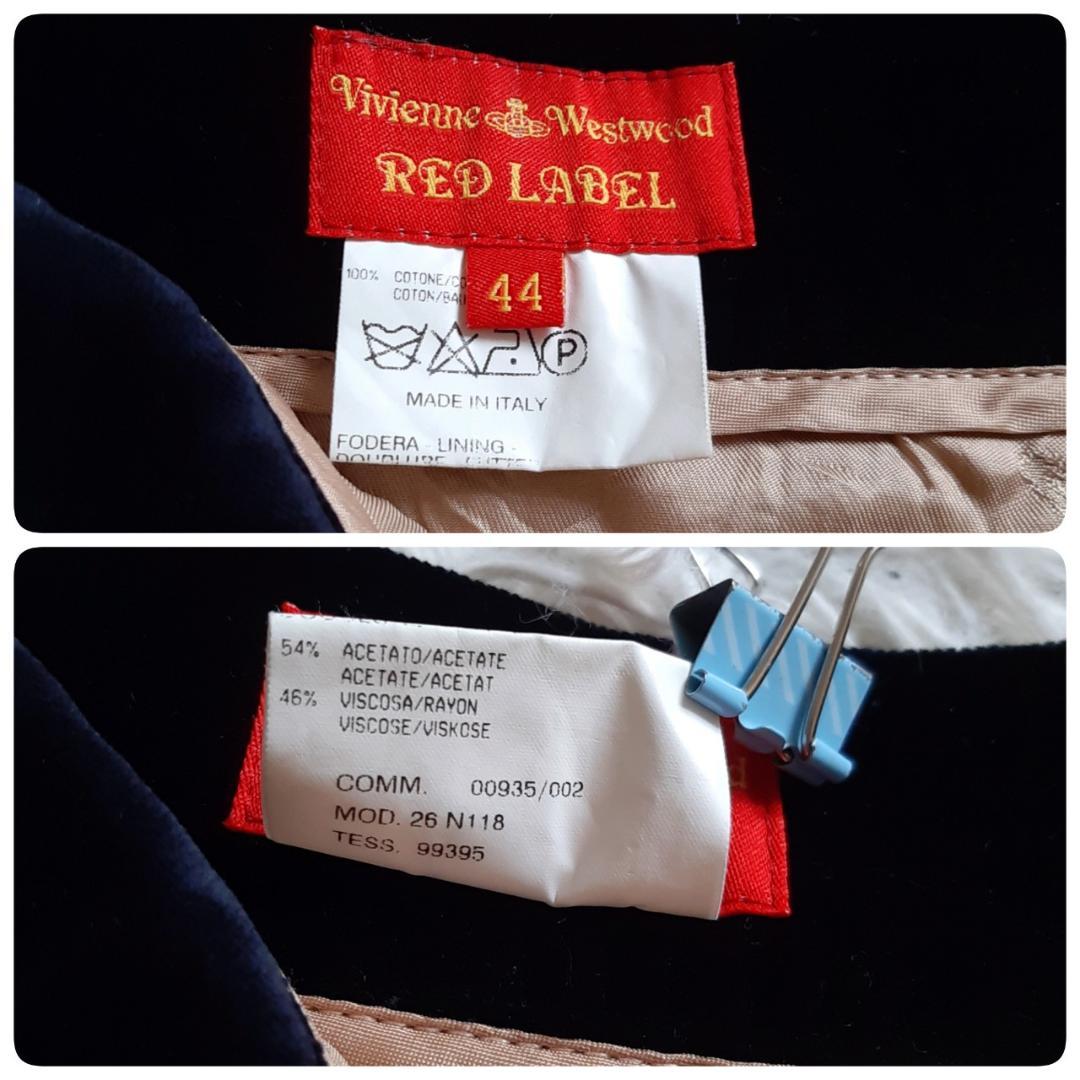 Vivienne Westwood
RED LABEL
44
100% COTONE/CO
COTON/BAU
P
MADE IN ITALY
FODERA - LINING -
54% ACETATO/ACETATE
ACETATE/ACETAT
46% VISCOSA/RAYON
VISCOSE/VISKOSE
COMM. 00935/002
MOD. 26 N118
TESS. 99395
d